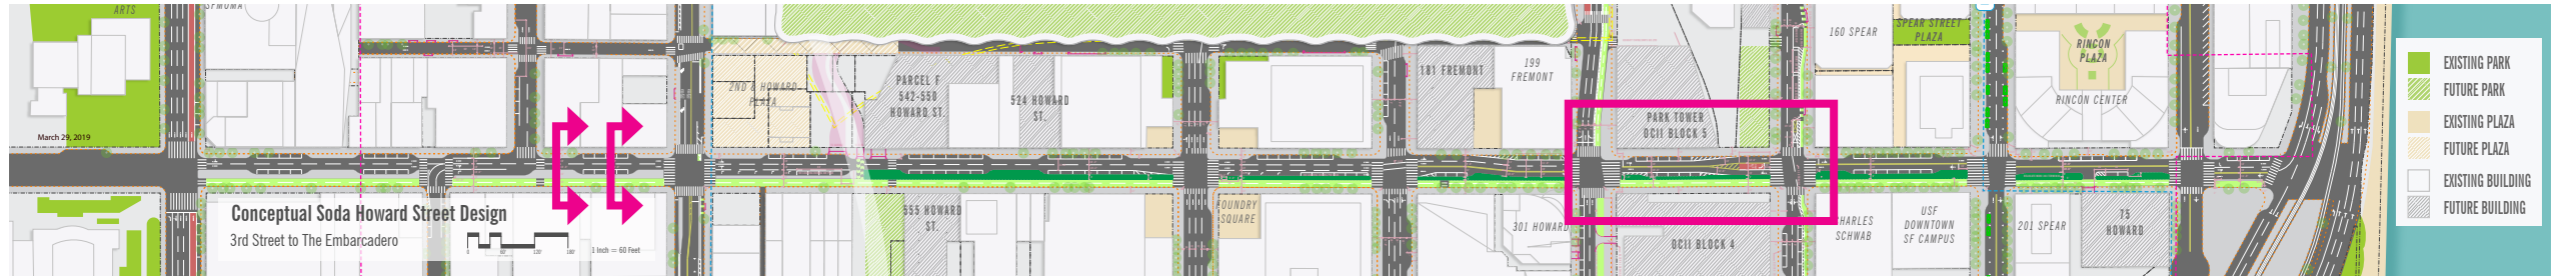 ARTS
SFMOMA
March 29, 2019
Conceptual Soda Howard Street Design
3rd Street to The Embarcadero
0
60'
120'
180'
1 Inch = 60 Feet
2ND & HOWARD
PLAZA
PARCEL F
542-550
HOWARD ST.
524 HOWARD
ST.
555 HOWARD
ST.
FOUNDRY
SQUARE
181 FREMONT
199
FREMONT
301 HOWARD
PARK TOWER
OCII BLOCK 5
OCII BLOCK 4
160 SPEAR
SPEAR STREET
PLAZA
CHARLES
SCHWAB
USF
DOWNTOWN
SF CAMPUS
RINCON
PLAZA
RINCON CENTER
201 SPEAR
75
HOWARD
EXISTING PARK
FUTURE PARK
EXISTING PLAZA
FUTURE PLAZA
EXISTING BUILDING
FUTURE BUILDING